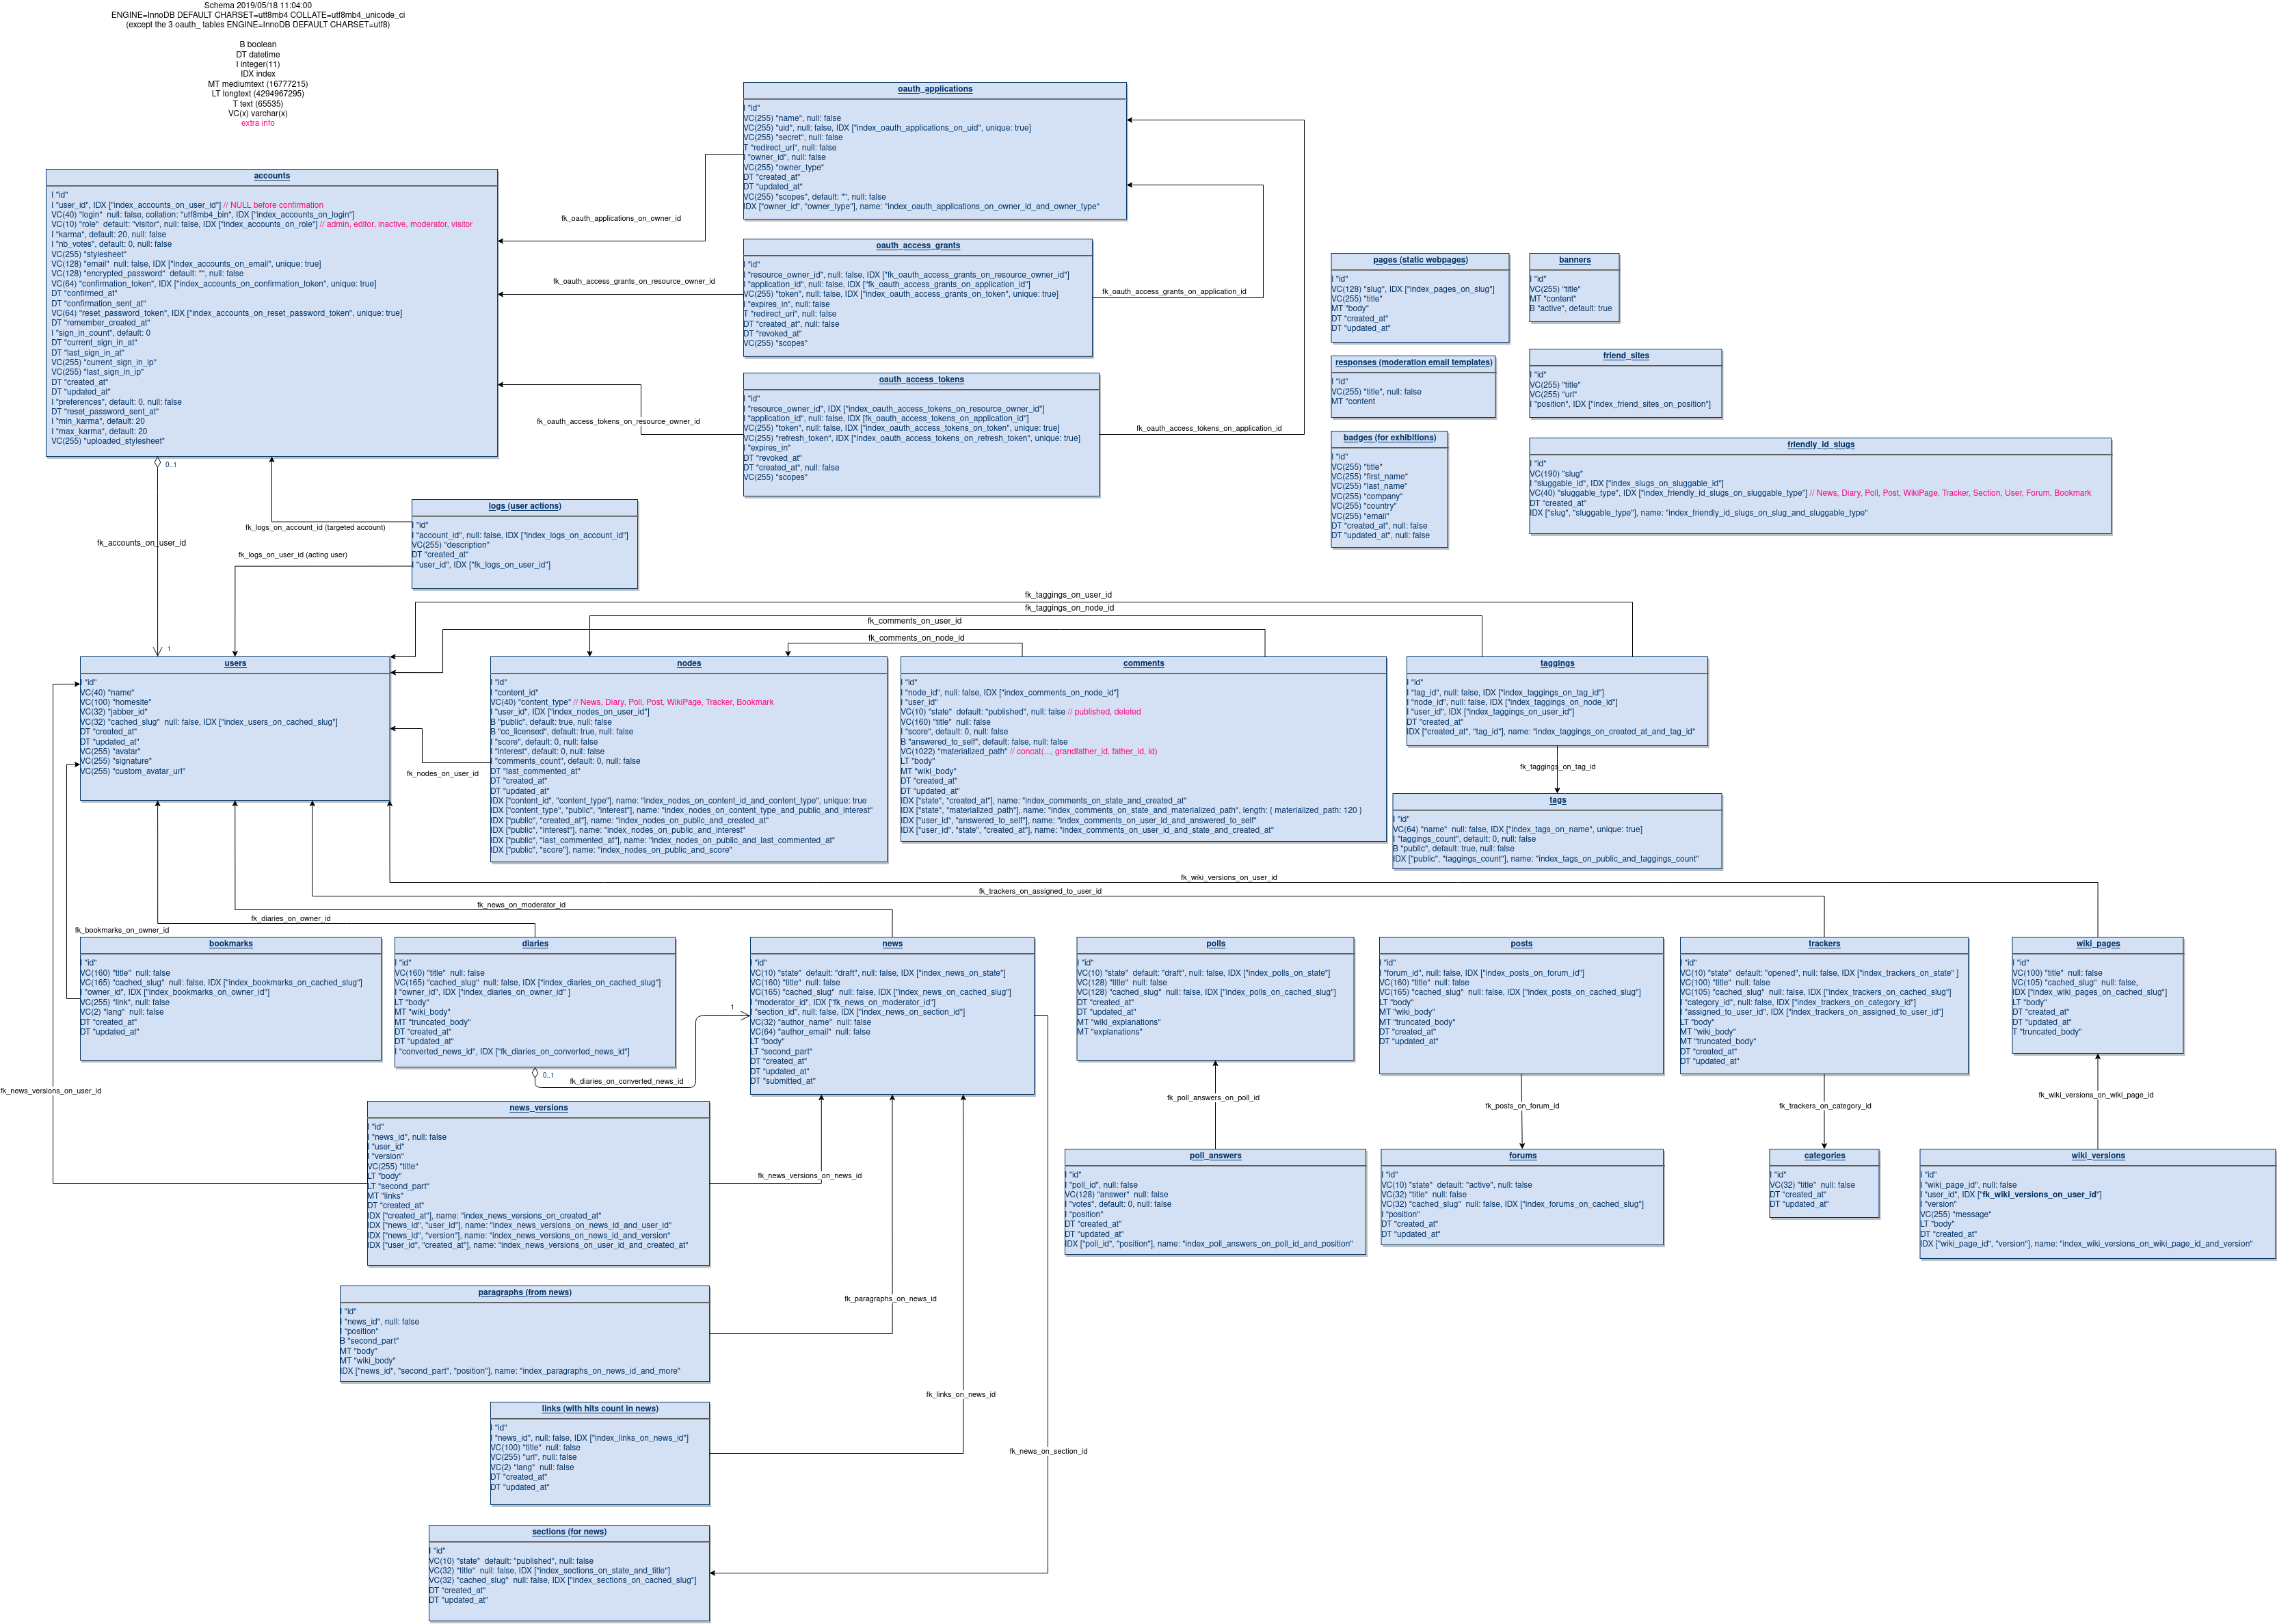 Schema 2019/05/18 11:04:00
ENGINE=InnoDB DEFAULT CHARSET=utf8mb4 COLLATE=utf8mb4_unicode_ci
(except the 3 oauth_ tables ENGINE=InnoDB DEFAULT CHARSET=utf8)
B boolean
DT datetime
I integer(11)
IDX index
MT mediumtext (16777215)
LT longtext (4294967295)
T text (65535)
VC(x) varchar(x)
extra info
accounts
I "id"
I "user_id", IDX ["index_accounts_on_user_id"] // NULL before confirmation
VC(40) "login" null: false, collation: "utf8mb4_bin", IDX ["index_accounts_on_login"]
VC(10) "role" default: "visitor", null: false, IDX ["index_accounts_on_role"] // admin, editor, inactive, moderator, visitor
I "karma", default: 20, null: false
I "nb_votes", default: 0, null: false
VC(255) "stylesheet"
VC(128) "email" null: false, IDX ["index_accounts_on_email", unique: true]
VC(128) "encrypted_password" default: "", null: false
VC(64) "confirmation_token", IDX ["index_accounts_on_confirmation_token", unique: true]
DT "confirmed_at"
DT "confirmation_sent_at"
VC(64) "reset_password_token", IDX ["index_accounts_on_reset_password_token", unique: true]
DT "remember_created_at"
I "sign_in_count", default: 0
DT "current_sign_in_at"
DT "last_sign_in_at"
VC(255) "current_sign_in_ip"
VC(255) "last_sign_in_ip"
DT "created_at"
DT "updated_at"
I "preferences", default: 0, null: false
DT "reset_password_sent_at"
I "min_karma", default: 20
I "max_karma", default: 20
VC(255) "uploaded_stylesheet"
oauth_applications
I "id"
VC(255) "name", null: false
VC(255) "uid", null: false, IDX ["index_oauth_applications_on_uid", unique: true]
VC(255) "secret", null: false
T "redirect_url", null: false
I "owner_id", null: false
VC(255) "owner_type"
DT "created_at"
DT "updated_at"
VC(255) "scopes", default: "", null: false
IDX ["owner_id", "owner_type"], name: "index_oauth_applications_on_owner_id_and_owner_type"
fk_oauth_applications_on_owner_id
oauth_access_grants
I "id"
I "resource_owner_id", null: false, IDX ["fk_oauth_access_grants_on_resource_owner_id"]
I "application_id", null: false, IDX ["fk_oauth_access_grants_on_application_id"]
VC(255) "token", null: false, IDX ["index_oauth_access_grants_on_token", unique: true]
I "expires_in", null: false
T "redirect_uri", null: false
DT "created_at", null: false
DT "revoked_at"
VC(255) "scopes"
fk_oauth_access_grants_on_resource_owner_id
fk_oauth_access_grants_on_application_id
oauth_access_tokens
I "id"
I "resource_owner_id", IDX ["index_oauth_access_tokens_on_resource_owner_id"]
I "application_id", null: false, IDX [fk_oauth_access_tokens_on_application_id"]
VC(255) "token", null: false, IDX ["index_oauth_access_tokens_on_token", unique: true]
VC(255) "refresh_token", IDX ["index_oauth_access_tokens_on_refresh_token", unique: true]
I "expires_in"
DT "revoked_at"
DT "created_at", null: false
VC(255) "scopes"
fk_oauth_access_tokens_on_resource_owner_id
fk_oauth_access_tokens_on_application_id
pages (static webpages)
I "id"
VC(128) "slug", IDX ["index_pages_on_slug"]
VC(255) "title"
MT "body"
DT "created_at"
DT "updated_at"
banners
I "id"
VC(255) "title"
MT "content"
B "active", default: true
responses (moderation email templates)
I "id"
VC(255) "title", null: false
MT "content
friend_sites
I "id"
VC(255) "title"
VC(255) "url"
I "position", IDX ["index_friend_sites_on_position"]
badges (for exhibitions)
I "id"
VC(255) "title"
VC(255) "first_name"
VC(255) "last_name"
VC(255) "company"
VC(255) "country"
VC(255) "email"
DT "created_at", null: false
DT "updated_at", null: false
friendly_id_slugs
I "id"
VC(190) "slug"
I "sluggable_id", IDX ["index_slugs_on_sluggable_id"]
VC(40) "sluggable_type", IDX ["index_friendly_id_slugs_on_sluggable_type"] // News, Diary, Poll, Post, WikiPage, Tracker, Section, User, Forum, Bookmark
DT "created_at"
IDX ["slug", "sluggable_type"], name: "index_friendly_id_slugs_on_slug_and_sluggable_type"
0..1
fk_accounts_on_user_id
1
logs (user actions)
I "id"
I "account_id", null: false, IDX ["index_logs_on_account_id"]
VC(255) "description"
DT "created_at"
I "user_id", IDX ["fk_logs_on_user_id"]
fk_logs_on_account_id (targeted account)
fk_logs_on_user_id (acting user)
fk_taggings_on_user_id
fk_taggings_on_node_id
fk_comments_on_user_id
fk_comments_on_node_id
users
I "id"
VC(40) "name"
VC(100) "homesite"
VC(32) "jabber_id"
VC(32) "cached_slug" null: false, IDX ["index_users_on_cached_slug"]
DT "created_at"
DT "updated_at"
VC(255) "avatar"
VC(255) "signature"
VC(255) "custom_avatar_url"
fk_nodes_on_user_id
nodes
I "id"
I "content_id"
VC(40) "content_type" // News, Diary, Poll, Post, WikiPage, Tracker, Bookmark
I "user_id", IDX ["index_nodes_on_user_id"]
B "public", default: true, null: false
B "cc_licensed", default: true, null: false
I "score", default: 0, null: false
I "interest", default: 0, null: false
I "comments_count", default: 0, null: false
DT "last_commented_at"
DT "created_at"
DT "updated_at"
IDX ["content_id", "content_type"], name: "index_nodes_on_content_id_and_content_type", unique: true
IDX ["content_type", "public", "interest"], name: "index_nodes_on_content_type_and_public_and_interest"
IDX ["public", "created_at"], name: "index_nodes_on_public_and_created_at"
IDX ["public", "interest"], name: "index_nodes_on_public_and_interest"
IDX ["public", "last_commented_at"], name: "index_nodes_on_public_and_last_commented_at"
IDX ["public", "score"], name: "index_nodes_on_public_and_score"
comments
I "id"
I "node_id", null: false, IDX ["index_comments_on_node_id"]
I "user_id"
VC(10) "state" default: "published", null: false // published, deleted
VC(160) "title" null: false
I "score", default: 0, null: false
B "answered_to_self", default: false, null: false
VC(1022) "materialized_path" // concat(..., grandfather_id, father_id, id)
LT "body"
MT "wiki_body"
DT "created_at"
DT "updated_at"
IDX ["state", "created_at"], name: "index_comments_on_state_and_created_at"
IDX ["state", "materialized_path"], name: "index_comments_on_state_and_materialized_path", length: { materialized_path: 120 }
IDX ["user_id", "answered_to_self"], name: "index_comments_on_user_id_and_answered_to_self"
IDX ["user_id", "state", "created_at"], name: "index_comments_on_user_id_and_state_and_created_at"
taggings
I "id"
I "tag_id", null: false, IDX ["index_taggings_on_tag_id"]
I "node_id", null: false, IDX ["index_taggings_on_node_id"]
I "user_id", IDX ["index_taggings_on_user_id"]
DT "created_at"
IDX ["created_at", "tag_id"], name: "index_taggings_on_created_at_and_tag_id"
fk_taggings_on_tag_id
tags
I "id"
VC(64) "name" null: false, IDX ["index_tags_on_name", unique: true]
I "taggings_count", default: 0, null: false
B "public", default: true, null: false
IDX ["public", "taggings_count"], name: "index_tags_on_public_and_taggings_count"
fk_wiki_versions_on_user_id
fk_trackers_on_assigned_to_user_id
fk_news_on_moderator_id
fk_diaries_on_owner_id
fk_bookmarks_on_owner_id
bookmarks
I "id"
VC(160) "title" null: false
VC(165) "cached_slug" null: false, IDX ["index_bookmarks_on_cached_slug"]
I "owner_id", IDX ["index_bookmarks_on_owner_id"]
VC(255) "link", null: false
VC(2) "lang" null: false
DT "created_at"
DT "updated_at"
diaries
I "id"
VC(160) "title" null: false
VC(165) "cached_slug" null: false, IDX ["index_diaries_on_cached_slug"]
I "owner_id", IDX ["index_diaries_on_owner_id" ]
LT "body"
MT "wiki_body"
MT "truncated_body"
DT "created_at"
DT "updated_at"
I "converted_news_id", IDX ["fk_diaries_on_converted_news_id"]
0..1
fk_diaries_on_converted_news_id
1
news
I "id"
VC(10) "state" default: "draft", null: false, IDX ["index_news_on_state"]
VC(160) "title" null: false
VC(165) "cached_slug" null: false, IDX ["index_news_on_cached_slug"]
I "moderator_id", IDX ["fk_news_on_moderator_id"]
I "section_id", null: false, IDX ["index_news_on_section_id"]
VC(32) "author_name" null: false
VC(64) "author_email" null: false
LT "body"
LT "second_part"
DT "created_at"
DT "updated_at"
DT "submitted_at"
polls
I "id"
VC(10) "state" default: "draft", null: false, IDX ["index_polls_on_state"]
VC(128) "title" null: false
VC(128) "cached_slug" null: false, IDX ["index_polls_on_cached_slug"]
DT "created_at"
DT "updated_at"
MT "wiki_explanations"
MT "explanations"
posts
I "id"
I "forum_id", null: false, IDX ["index_posts_on_forum_id"]
VC(160) "title" null: false
VC(165) "cached_slug" null: false, IDX ["index_posts_on_cached_slug"]
LT "body"
MT "wiki_body"
MT "truncated_body"
DT "created_at"
DT "updated_at"
trackers
I "id"
VC(10) "state" default: "opened", null: false, IDX ["index_trackers_on_state" ]
VC(100) "title" null: false
VC(105) "cached_slug" null: false, IDX ["index_trackers_on_cached_slug"]
I "category_id", null: false, IDX ["index_trackers_on_category_id"]
I "assigned_to_user_id", IDX ["index_trackers_on_assigned_to_user_id"]
LT "body"
MT "wiki_body"
MT "truncated_body"
DT "created_at"
DT "updated_at"
wiki_pages
I "id"
VC(100) "title" null: false
VC(105) "cached_slug" null: false,
IDX ["index_wiki_pages_on_cached_slug"]
LT "body"
DT "created_at"
DT "updated_at"
T "truncated_body"
fk_news_versions_on_user_id
fk_poll_answers_on_poll_id
fk_posts_on_forum_id
fk_trackers_on_category_id
fk_wiki_versions_on_wiki_page_id
news_versions
I "id"
I "news_id", null: false
I "user_id"
I "version"
VC(255) "title"
LT "body"
LT "second_part"
MT "links"
DT "created_at"
IDX ["created_at"], name: "index_news_versions_on_created_at"
IDX ["news_id", "user_id"], name: "index_news_versions_on_news_id_and_user_id"
IDX ["news_id", "version"], name: "index_news_versions_on_news_id_and_version"
IDX ["user_id", "created_at"], name: "index_news_versions_on_user_id_and_created_at"
fk_news_versions_on_news_id
poll_answers
I "id"
I "poll_id", null: false
VC(128) "answer" null: false
I "votes", default: 0, null: false
I "position"
DT "created_at"
DT "updated_at"
IDX ["poll_id", "position"], name: "index_poll_answers_on_poll_id_and_position"
forums
I "id"
VC(10) "state" default: "active", null: false
VC(32) "title" null: false
VC(32) "cached_slug" null: false, IDX ["index_forums_on_cached_slug"]
I "position"
DT "created_at"
DT "updated_at"
categories
I "id"
VC(32) "title" null: false
DT "created_at"
DT "updated_at"
wiki_versions
I "id"
I "wiki_page_id", null: false
I "user_id", IDX ["fk_wiki_versions_on_user_id"]
I "version"
VC(255) "message"
LT "body"
DT "created_at"
IDX ["wiki_page_id", "version"], name: "index_wiki_versions_on_wiki_page_id_and_version"
paragraphs (from news)
I "id"
I "news_id", null: false
I "position"
B "second_part"
MT "body"
MT "wiki_body"
IDX ["news_id", "second_part", "position"], name: "index_paragraphs_on_news_id_and_more"
fk_paragraphs_on_news_id
links (with hits count in news)
I "id"
I "news_id", null: false, IDX ["index_links_on_news_id"]
VC(100) "title" null: false
VC(255) "url", null: false
VC(2) "lang" null: false
DT "created_at"
DT "updated_at"
fk_links_on_news_id
fk_news_on_section_id
sections (for news)
I "id"
VC(10) "state" default: "published", null: false
VC(32) "title" null: false, IDX ["index_sections_on_state_and_title"]
VC(32) "cached_slug" null: false, IDX ["index_sections_on_cached_slug"]
DT "created_at"
DT "updated_at"